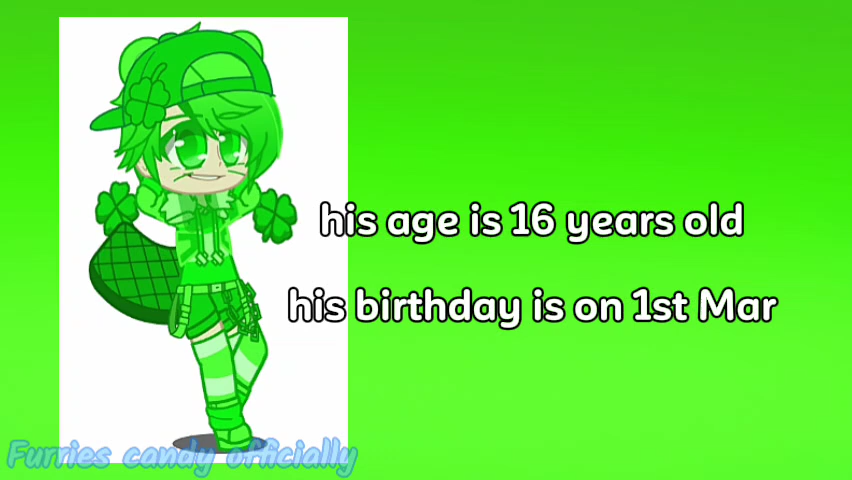 his age is 16 years old
his birthday is on 1st Mar
Furries candy officially